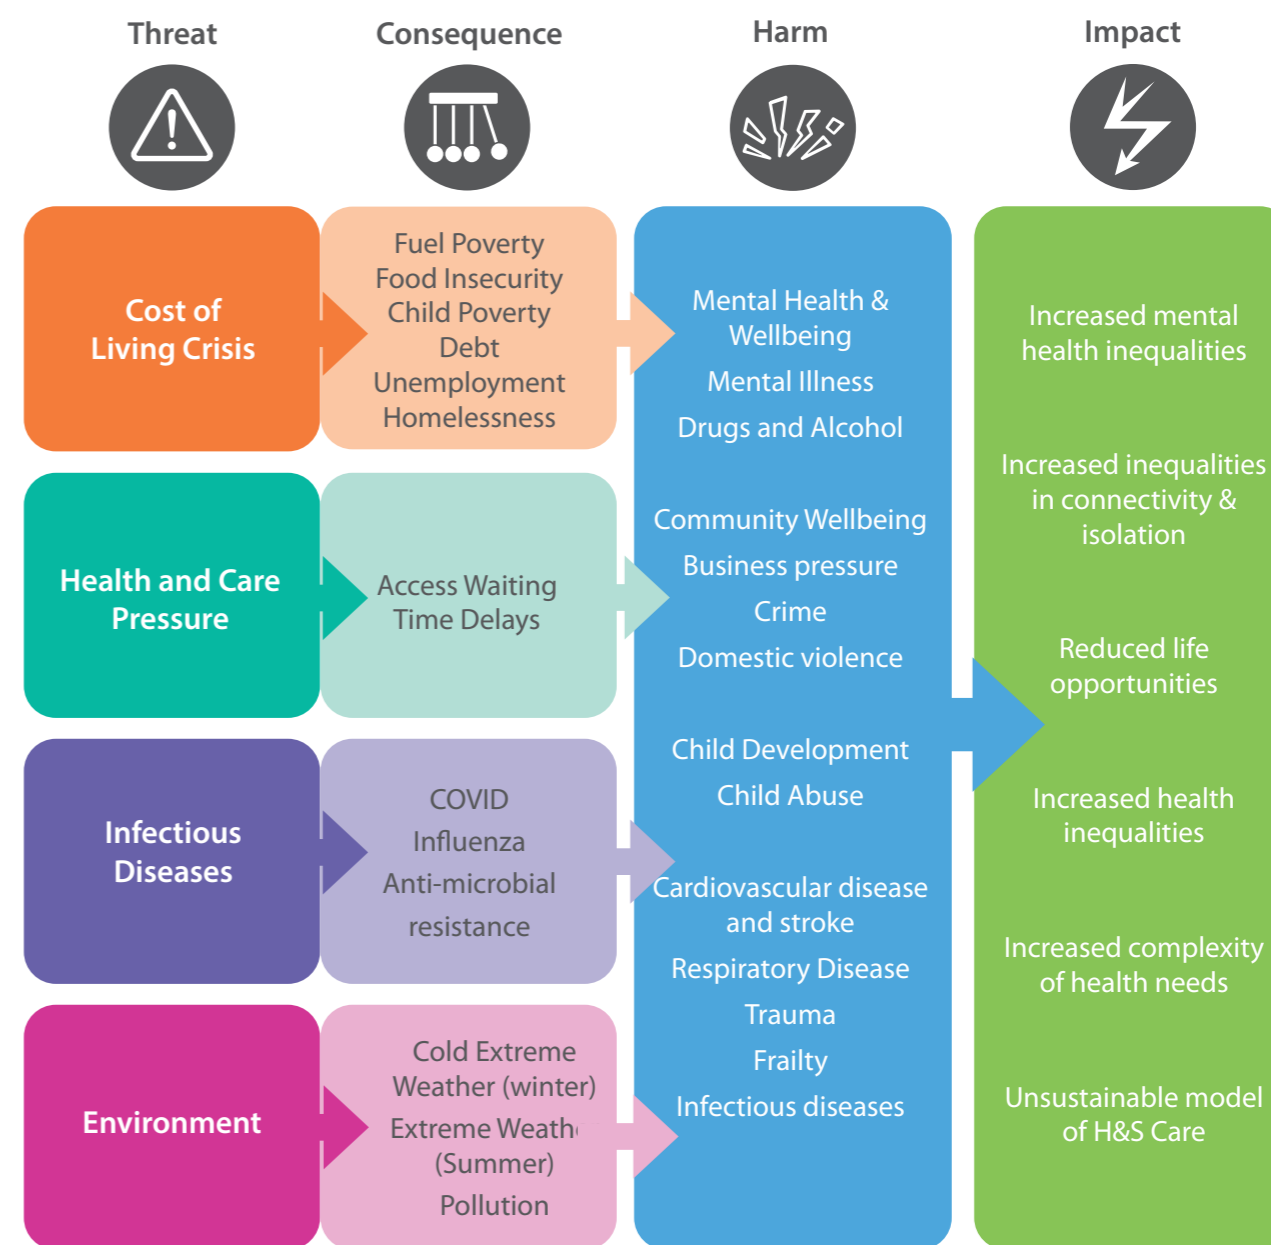 Threat
Consequence
Harm
Impact
Cost of
Living Crisis
Fuel Poverty
Food Insecurity
Child Poverty
Debt
Unemployment
Homelessness
Health and Care
Pressure
Access Waiting
Time Delays
Infectious
Diseases
COVID
Influenza
Anti-microbial
resistance
Environment
Cold Extreme
Weather (winter)
Extreme Weathe
(Summer)
Pollution
Mental Health &
Wellbeing
Mental Illness
Drugs and Alcohol
Community Wellbeing
Business pressure
Crime
Domestic violence
Child Development
Child Abuse
Cardiovascular disease
and stroke
Respiratory Disease
Trauma
Frailty
Infectious diseases
Increased mental
health inequalities
Increased inequalities
in connectivity &
isolation
Reduced life
opportunities
Increased health
inequalities
Increased complexity
of health needs
Unsustainable model
of H&S Care